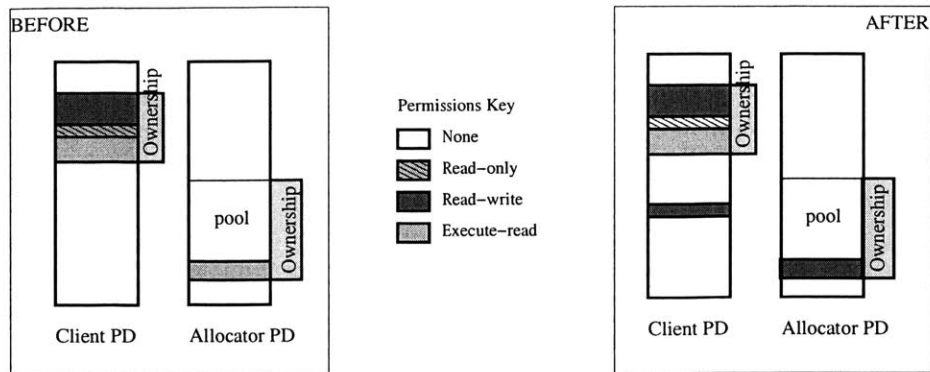 BEFORE
Ownership
pool
Ownership
Client PD
Allocator PD
Permissions Key
None
Read-only
Read-write
Execute-read
AFTER
Ownership
pool
Ownership
Client PD
Allocator PD